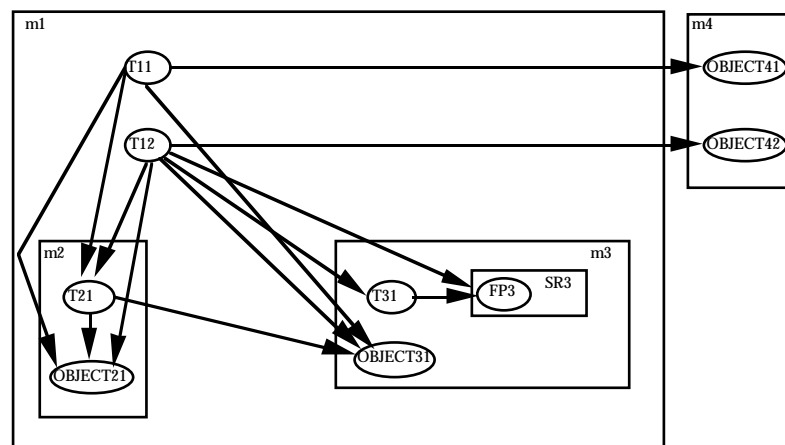 m1
m4
T11
OBJECT41
T12
OBJECT42
m2
m3
T21
T31
FP3
SR3
OBJECT31
OBJECT21